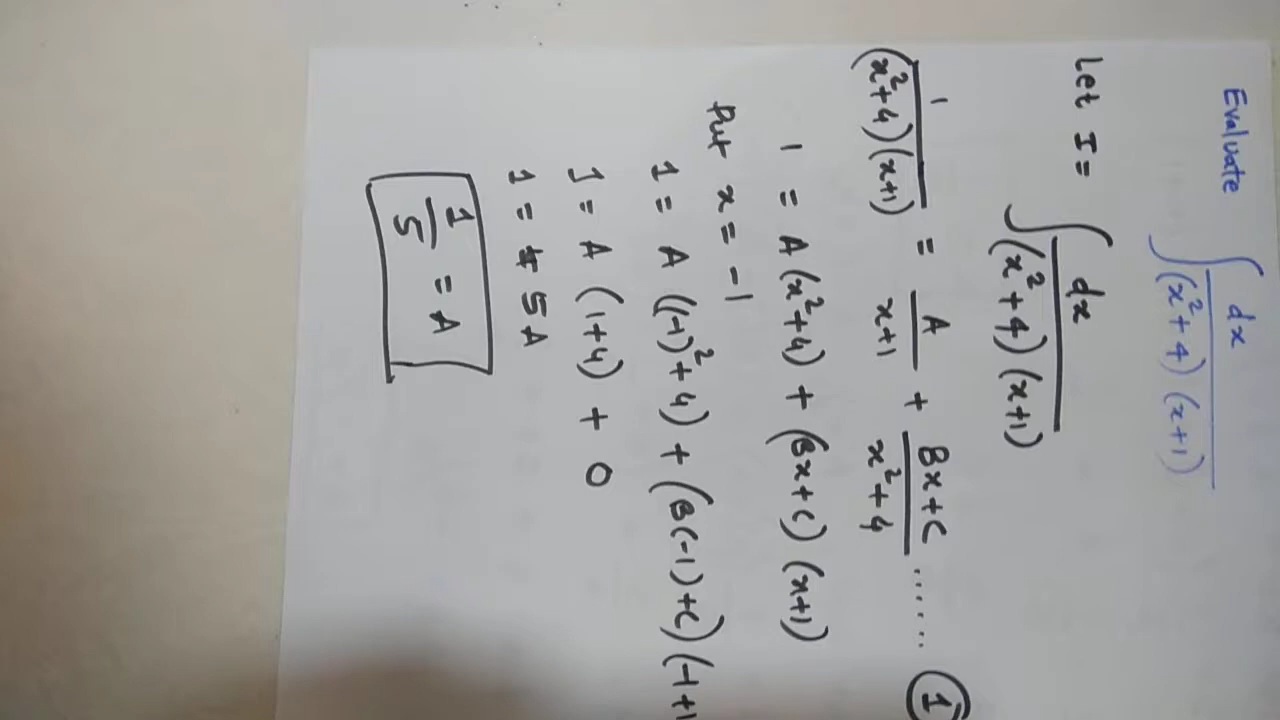 Evaluate ∫ dx / (x²+4)(x+1)
Let I = ∫ dx / (x²+4)(x+1)
1 / (x²+4)(x+1) = A / x+1 + Bx+C / x²+4 ....... ①
1 = A(x²+4) + (Bx+C)(x+1)
Put x = -1
1 = A((-1)²+4) + (B(-1)+C)(-1+1
1 = A(1+4) + 0
1 = 5A
1/5 = A